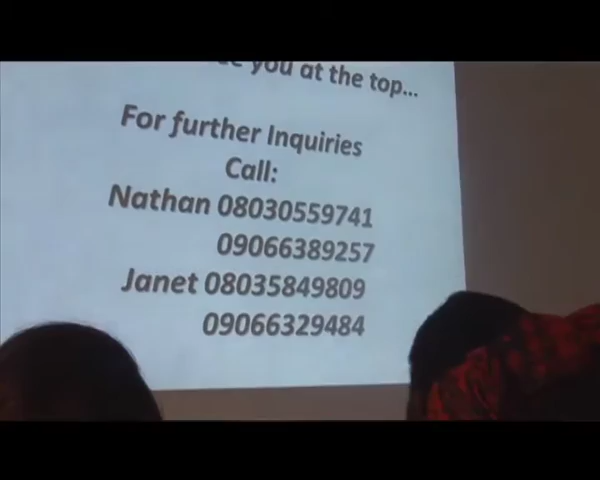 you at the top...
For further Inquiries
Call:
Nathan 08030559741
09066389257
Janet 08035849809
09066329484